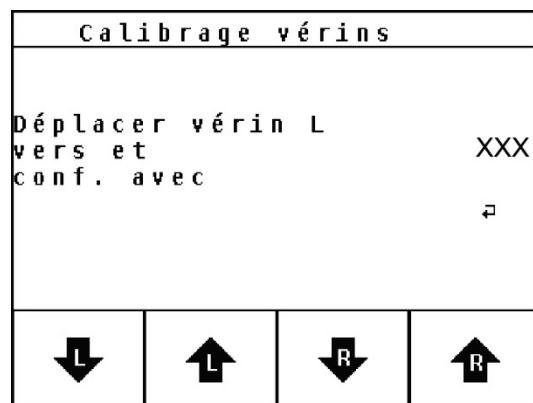 Calibrage vérins
Déplacer vérin L
vers et XXX
conf. avec
L L R R